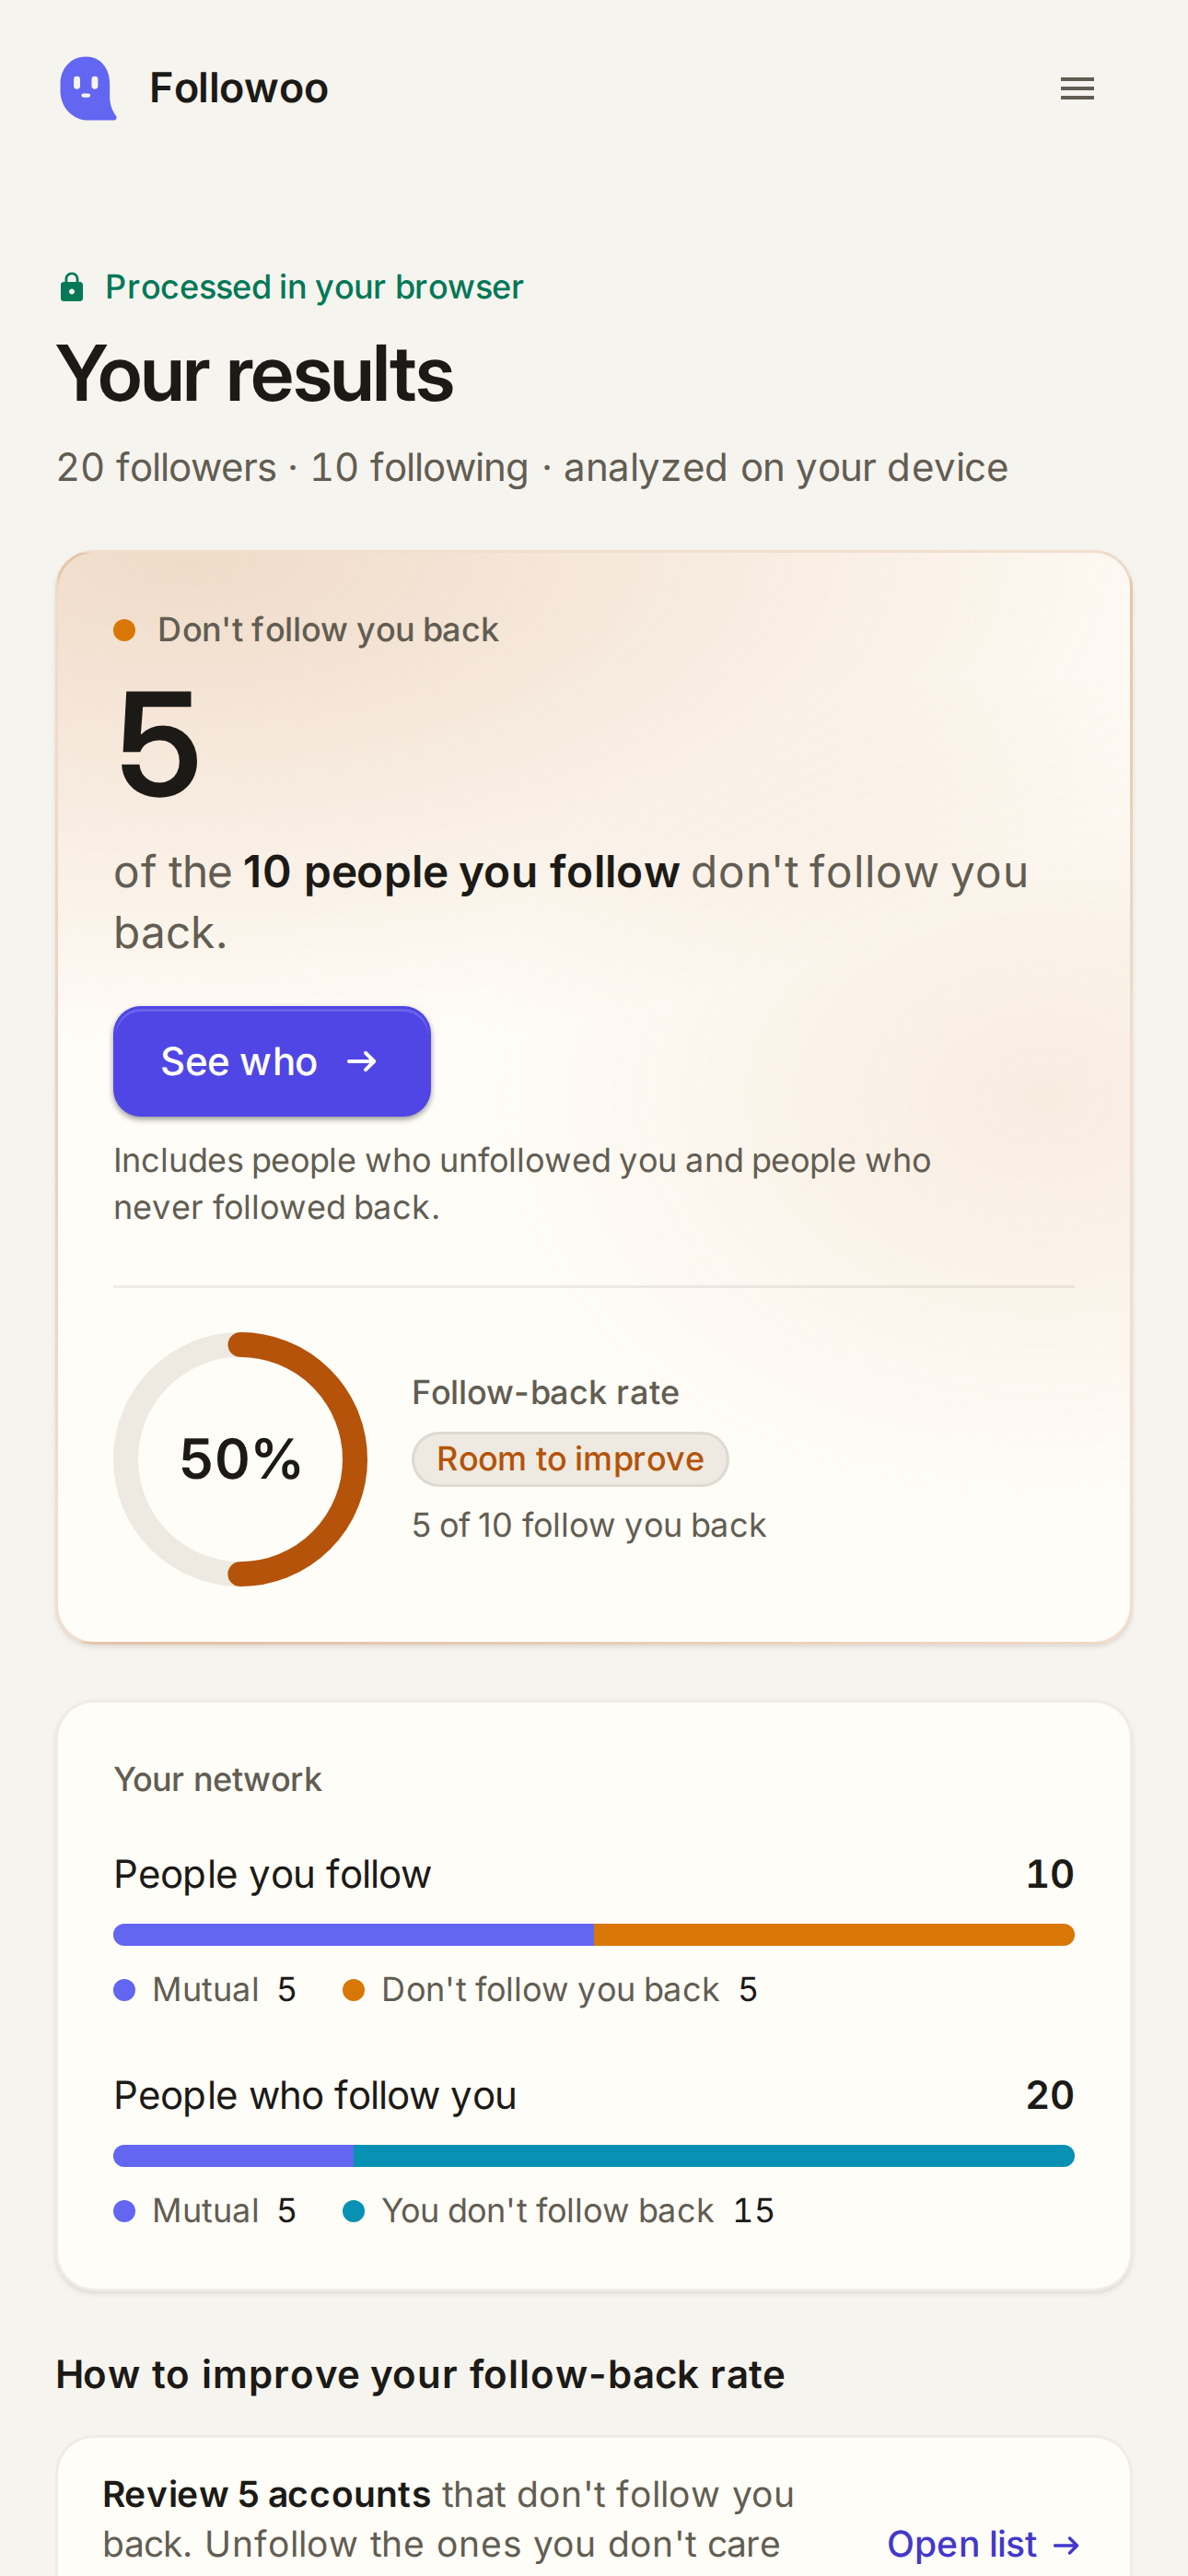 Followoo
Processed in your browser
Your results
20 followers · 10 following · analyzed on your device
Don't follow you back
5
of the 10 people you follow don't follow you
back.
See who →
Includes people who unfollowed you and people who
never followed back.
50%
Follow-back rate
Room to improve
5 of 10 follow you back
Your network
People you follow 10
Mutual 5 Don't follow you back 5
People who follow you 20
Mutual 5 You don't follow back 15
How to improve your follow-back rate
Review 5 accounts that don't follow you
back. Unfollow the ones you don't care
Open list →